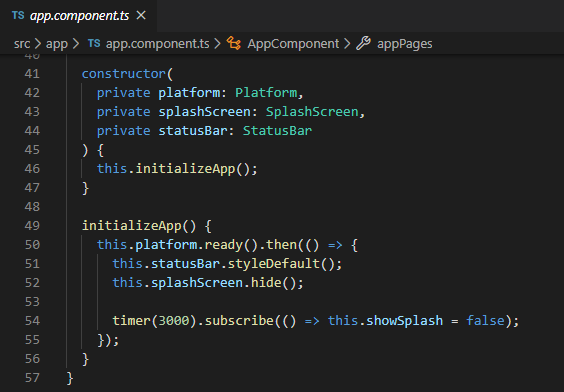 TS app.component.ts ×
src > app > TS app.component.ts > AppComponent > appPages
40
41 constructor(
42 private platform: Platform,
43 private splashScreen: SplashScreen,
44 private statusBar: StatusBar
45 ) {
46 this.initializeApp();
47 }
48
49 initializeApp() {
50 this.platform.ready().then(() => {
51 this.statusBar.styleDefault();
52 this.splashScreen.hide();
53
54 timer(3000).subscribe(() => this.showSplash = false);
55 });
56 }
57 }